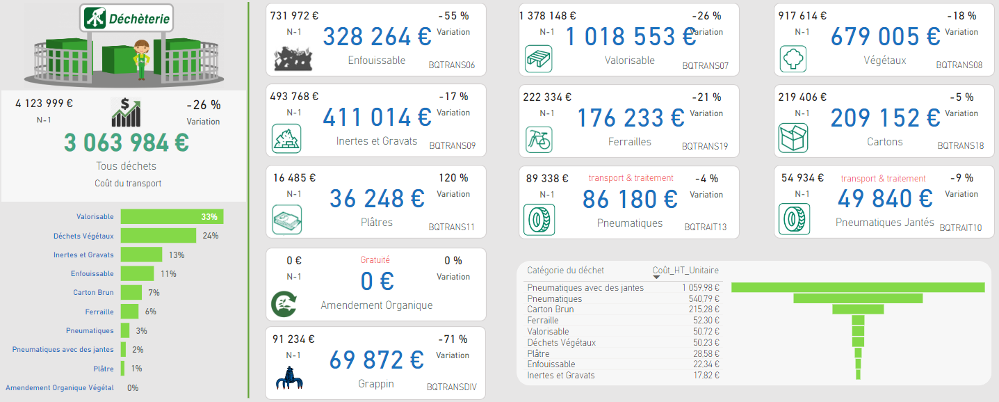 Déchèterie
4 123 999 €
N-1
$
-26 %
Variation
3 063 984 €
Tous déchets
Coût du transport
Valorisable 33%
Déchets Végétaux 24%
Inertes et Gravats 13%
Enfouissable 11%
Carton Brun 7%
Ferraille 6%
Pneumatiques 3%
Pneumatiques avec des jantes 2%
Plâtre 1%
Amendement Organique Végétal 0%
731 972 €
N-1
328 264 €
-55 %
Variation
Enfouissable
BQTRANS06
1 378 148 €
N-1
1 018 553 €
-26 %
Variation
Valorisable
BQTRANS07
917 614 €
N-1
679 005 €
-18 %
Variation
Végétaux
BQTRANS08
493 768 €
N-1
411 014 €
-17 %
Variation
Inertes et Gravats
BQTRANS09
222 334 €
N-1
176 233 €
-21 %
Variation
Ferrailles
BQTRANS19
219 406 €
N-1
209 152 €
-5 %
Variation
Cartons
BQTRANS18
16 485 €
N-1
36 248 €
120 %
Variation
Plâtres
BQTRANS11
89 338 €
N-1
transport & traitement
86 180 €
-4 %
Variation
Pneumatiques
BQTRAIT13
54 934 €
N-1
transport & traitement
49 840 €
-9 %
Variation
Pneumatiques Jantés
BQTRAIT10
0 €
N-1
Gratuité
0 €
0 %
Variation
Amendement Organique
91 234 €
N-1
69 872 €
-71 %
Variation
Grappin
BQTRANSDIV
Catégorie du déchet Coût_HT_Unitaire
Pneumatiques avec des jantes 1 059.98 €
Pneumatiques 540.79 €
Carton Brun 215.28 €
Ferraille 52,30 €
Valorisable 50,72 €
Déchets Végétaux 50,23 €
Plâtre 28,58 €
Enfouissable 22,34 €
Inertes et Gravats 17,82 €